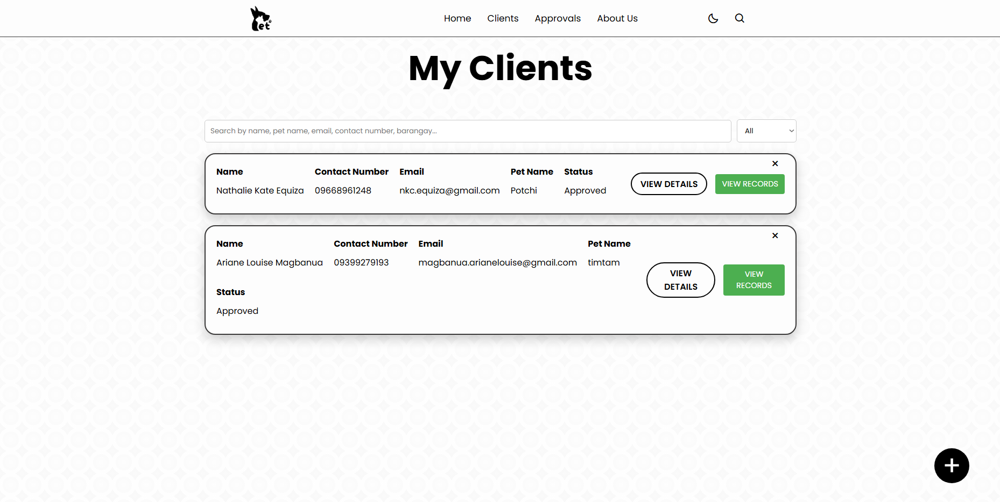 et
Home Clients Approvals About Us
My Clients
Search by name, pet name, email, contact number, barangay...
All
Name Contact Number Email Pet Name Status
Nathalie Kate Equiza 09668961248 nkc.equiza@gmail.com Potchi Approved
VIEW DETAILS VIEW RECORDS
Name Contact Number Email Pet Name
Ariane Louise Magbanua 09399279193 magbanua.arianelouise@gmail.com timtam
Status
Approved
VIEW
DETAILS
VIEW
RECORDS